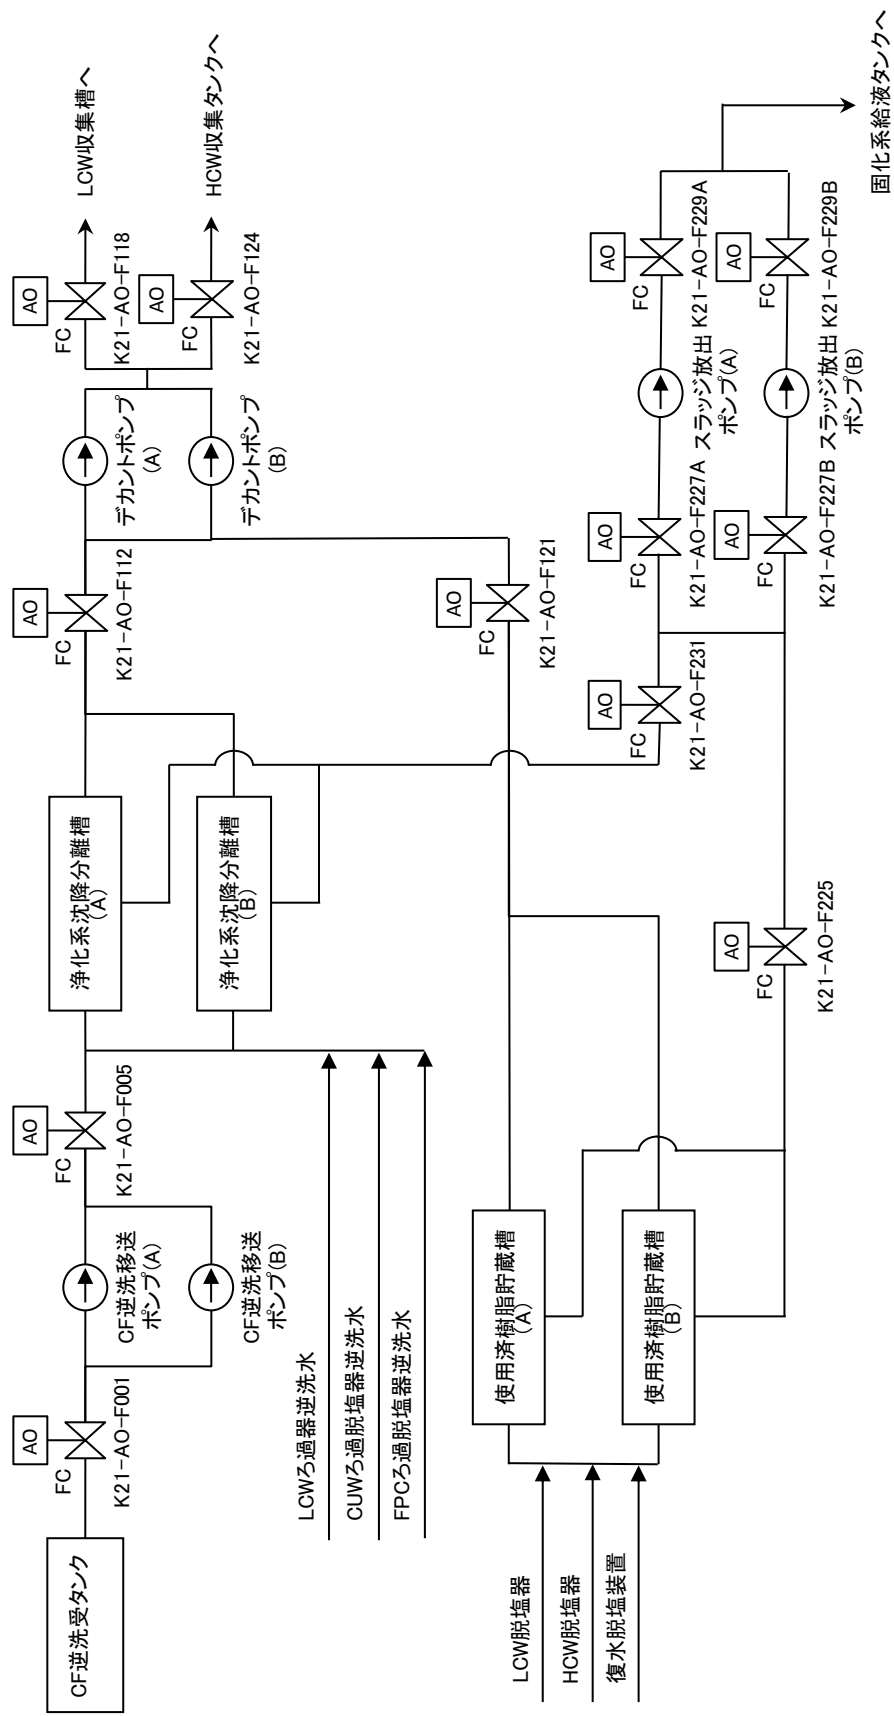 CF逆洗受タンク
AO
FC
K21-AO-F001
CF逆洗移送
ポンプ(A)
CF逆洗移送
ポンプ(B)
AO
FC
K21-AO-F005
浄化系沈降分離槽
(A)
浄化系沈降分離槽
(B)
AO
FC
K21-AO-F112
デカントポンプ
(A)
デカントポンプ
(B)
AO
FC
K21-AO-F118
LCW収集槽へ
AO
FC
K21-AO-F124
HCW収集タンクへ
LCWろ過器逆洗水
CUWろ過脱塩器逆洗水
FPCろ過脱塩器逆洗水
LCW脱塩器
HCW脱塩器
復水脱塩装置
使用済樹脂貯蔵槽
(A)
使用済樹脂貯蔵槽
(B)
AO
FC
K21-AO-F121
AO
FC
K21-AO-F231
AO
FC
K21-AO-F225
AO
FC
K21-AO-F227A
スラッジ放出
ポンプ(A)
AO
FC
K21-AO-F229A
AO
FC
K21-AO-F227B
スラッジ放出
ポンプ(B)
AO
FC
K21-AO-F229B
固化系給液タンクへ